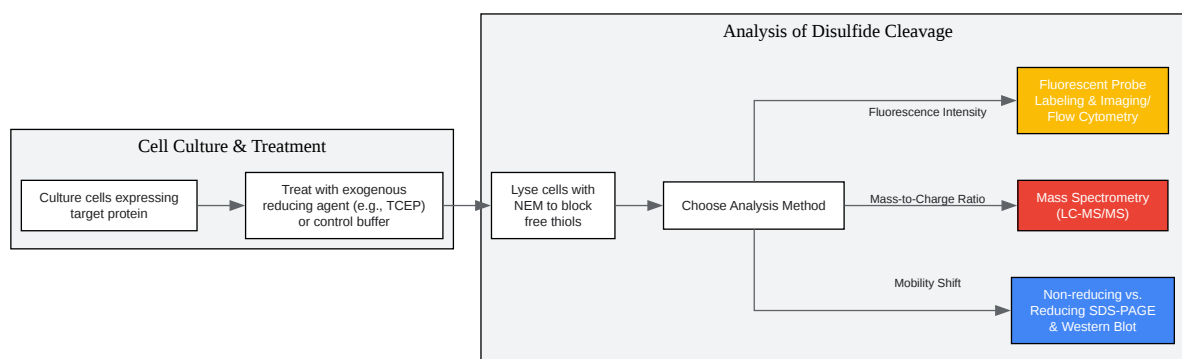 Analysis of Disulfide Cleavage
Fluorescent Probe
Labeling & Imaging/
Flow Cytometry
Fluorescence Intensity
Cell Culture & Treatment
Culture cells expressing
target protein
Treat with exogenous
reducing agent (e.g., TCEP)
or control buffer
Lyse cells with
NEM to block
free thiols
Choose Analysis Method
Mass-to-Charge Ratio
Mass Spectrometry
(LC-MS/MS)
Mobility Shift
Non-reducing vs.
Reducing SDS-PAGE
& Western Blot